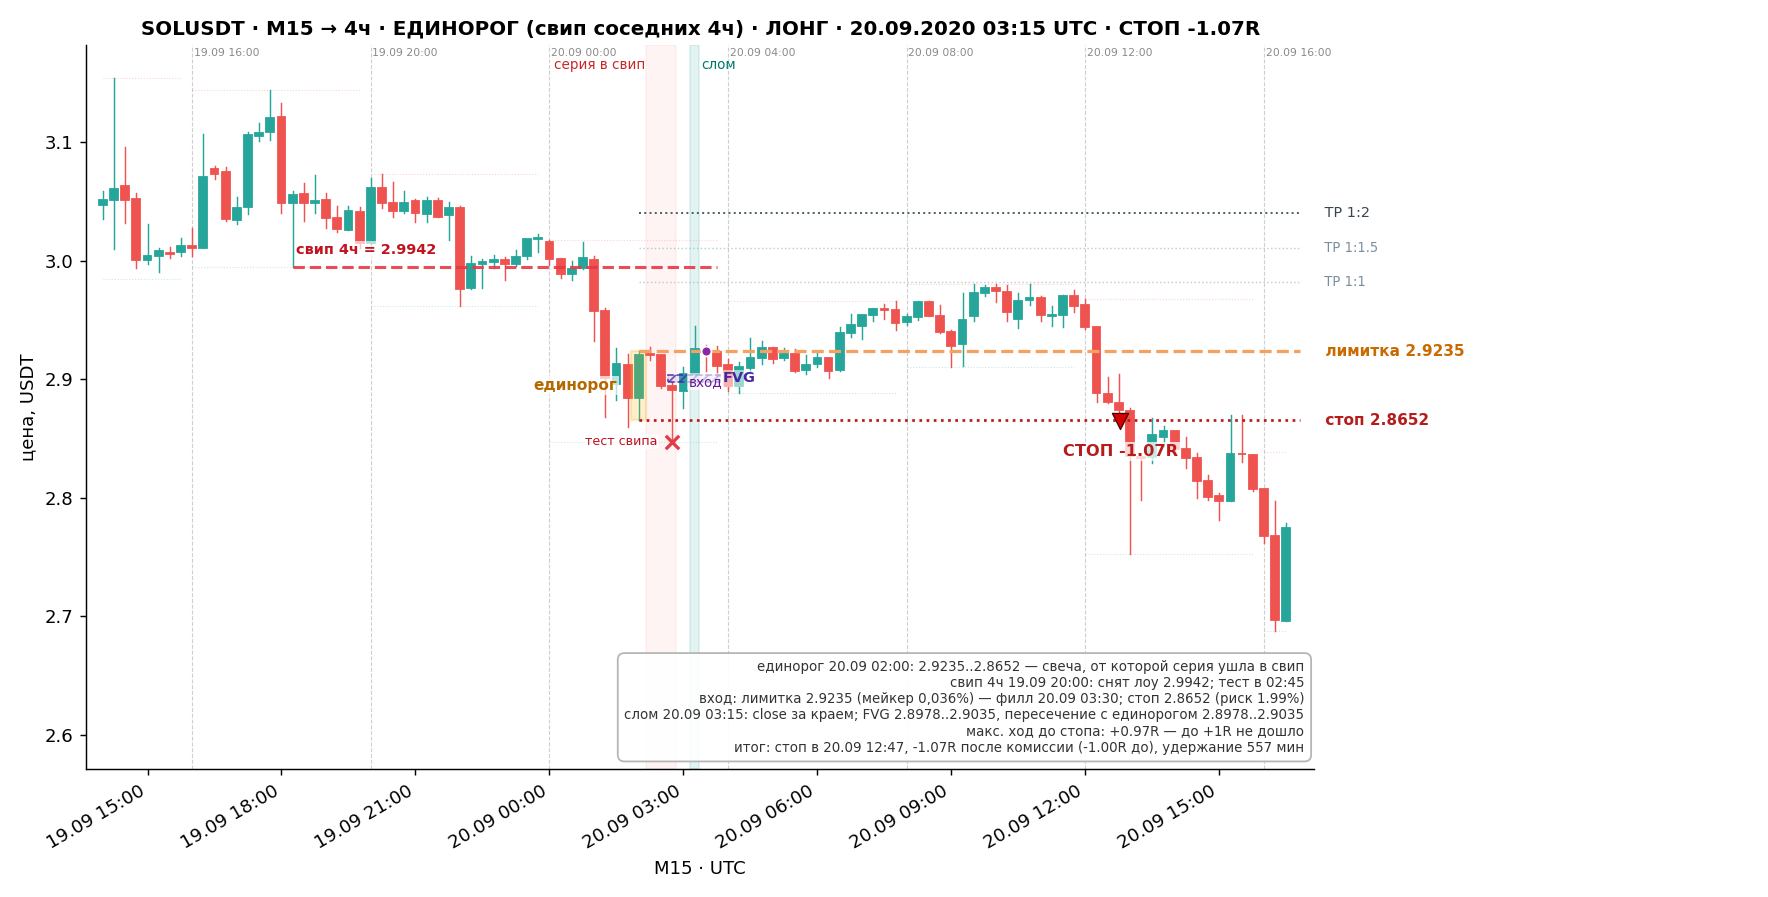 SOLUSDT · M15 → 4ч · ЕДИНОРОГ (свип соседних 4ч) · ЛОНГ · 20.09.2020 03:15 UTC · СТОП -1.07R
19.09 16:00
19.09 20:00
20.09 00:00
20.09 04:00
20.09 08:00
20.09 12:00
20.09 16:00
серия в свип
слом
3.1
3.0
2.9
2.8
2.7
2.6
цена, USDT
свип 4ч = 2.9942
TP 1:2
TP 1:1.5
TP 1:1
лимитка 2.9235
единорог
вход
FVG
стоп 2.8652
тест свипа
СТОП -1.07R
единорог 20.09 02:00: 2.9235..2.8652 — свеча, от которой серия ушла в свип
свип 4ч 19.09 20:00: снят лоу 2.9942; тест в 02:45
вход: лимитка 2.9235 (мейкер 0,036%) — филл 20.09 03:30; стоп 2.8652 (риск 1.99%)
слом 20.09 03:15: close за краем; FVG 2.8978..2.9035, пересечение с единорогом 2.8978..2.9035
макс. ход до стопа: +0.97R — до +1R не дошло
итог: стоп в 20.09 12:47, -1.07R после комиссии (-1.00R до), удержание 557 мин
19.09 15:00
19.09 18:00
19.09 21:00
20.09 00:00
20.09 03:00
20.09 06:00
20.09 09:00
20.09 12:00
20.09 15:00
M15 · UTC